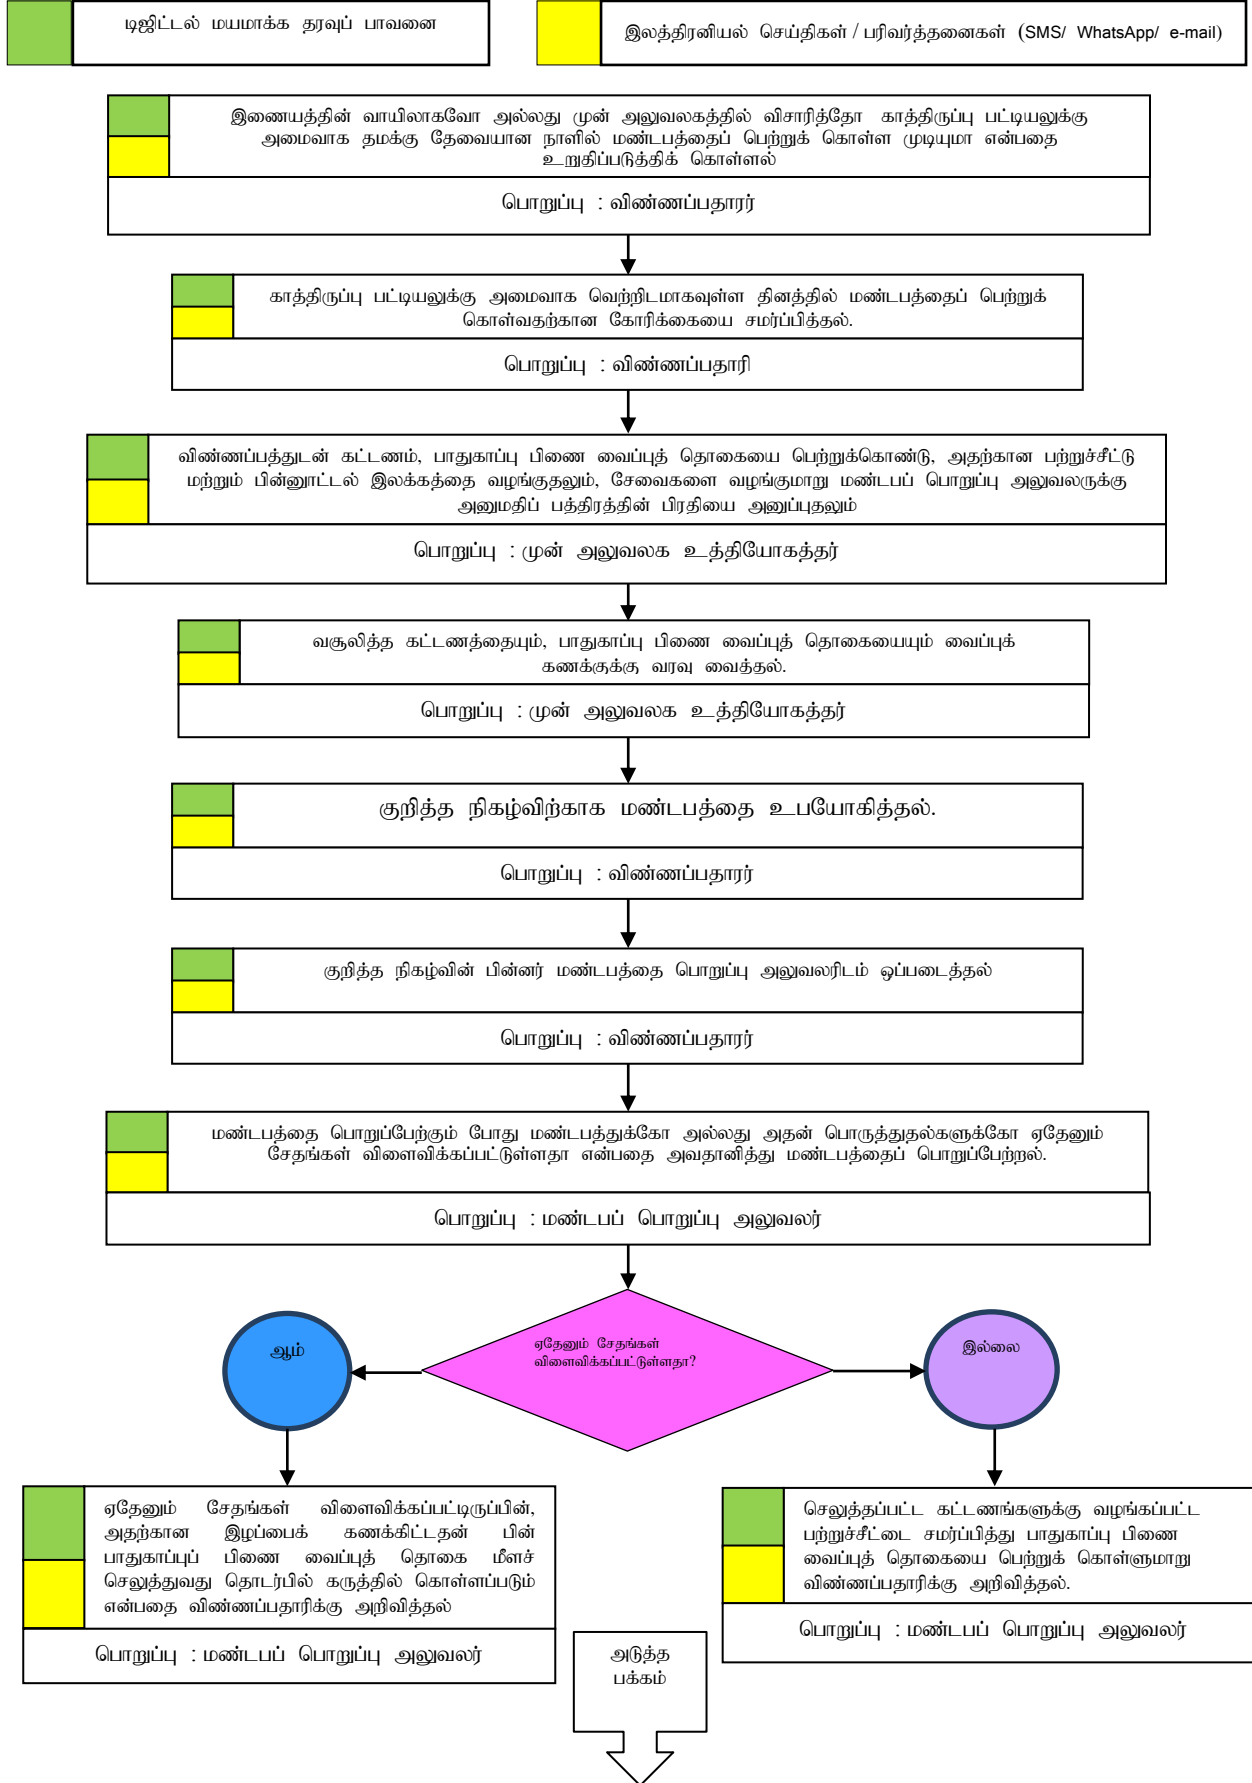 டிஜிட்டல் மயமாக்க தரவுப் பாவனை
இலத்திரனியல் செய்திகள் / பரிவர்த்தனைகள் (SMS/ WhatsApp/ e-mail)
இணையத்தின் வாயிலாகவோ அல்லது முன் அலுவலகத்தில் விசாரித்தோ காத்திருப்பு பட்டியலுக்கு
அமைவாக தமக்கு தேவையான நாளில் மண்டபத்தைப் பெற்றுக் கொள்ள முடியுமா என்பதை
உறுதிப்படுத்திக் கொள்ளல்
பொறுப்பு : விண்ணப்பதாரர்
காத்திருப்பு பட்டியலுக்கு அமைவாக வெற்றிடமாகவுள்ள தினத்தில் மண்டபத்தைப் பெற்றுக்
கொள்வதற்கான கோரிக்கையை சமர்ப்பித்தல்.
பொறுப்பு : விண்ணப்பதாரி
விண்ணப்பத்துடன் கட்டணம், பாதுகாப்பு பிணை வைப்புத் தொகையை பெற்றுக்கொண்டு, அதற்கான பற்றுச்சீட்டு
மற்றும் பின்னூட்டல் இலக்கத்தை வழங்குதலும், சேவைகளை வழங்குமாறு மண்டபப் பொறுப்பு அலுவலருக்கு
அனுமதிப் பத்திரத்தின் பிரதியை அனுப்புதலும்
பொறுப்பு : முன் அலுவலக உத்தியோகத்தர்
வசூலித்த கட்டணத்தையும், பாதுகாப்பு பிணை வைப்புத் தொகையையும் வைப்புக்
கணக்குக்கு வரவு வைத்தல்.
பொறுப்பு : முன் அலுவலக உத்தியோகத்தர்
குறித்த நிகழ்விற்காக மண்டபத்தை உபயோகித்தல்.
பொறுப்பு : விண்ணப்பதாரர்
குறித்த நிகழ்வின் பின்னர் மண்டபத்தை பொறுப்பு அலுவலரிடம் ஒப்படைத்தல்
பொறுப்பு : விண்ணப்பதாரர்
மண்டபத்தை பொறுப்பேற்கும் போது மண்டபத்துக்கோ அல்லது அதன் பொருத்துதல்களுக்கோ ஏதேனும்
சேதங்கள் விளைவிக்கப்பட்டுள்ளதா என்பதை அவதானித்து மண்டபத்தைப் பொறுப்பேற்றல்.
பொறுப்பு : மண்டபப் பொறுப்பு அலுவலர்
ஏதேனும் சேதங்கள்
விளைவிக்கப்பட்டுள்ளதா?
ஆம்
இல்லை
ஏதேனும் சேதங்கள் விளைவிக்கப்பட்டிருப்பின்,
அதற்கான இழப்பைக் கணக்கிட்டதன் பின்
பாதுகாப்புப் பிணை வைப்புத் தொகை மீளச்
செலுத்துவது தொடர்பில் கருத்தில் கொள்ளப்படும்
என்பதை விண்ணப்பதாரிக்கு அறிவித்தல்
பொறுப்பு : மண்டபப் பொறுப்பு அலுவலர்
செலுத்தப்பட்ட கட்டணங்களுக்கு வழங்கப்பட்ட
பற்றுச்சீட்டை சமர்ப்பித்து பாதுகாப்பு பிணை
வைப்புத் தொகையை பெற்றுக் கொள்ளுமாறு
விண்ணப்பதாரிக்கு அறிவித்தல்.
பொறுப்பு : மண்டபப் பொறுப்பு அலுவலர்
அடுத்த
பக்கம்